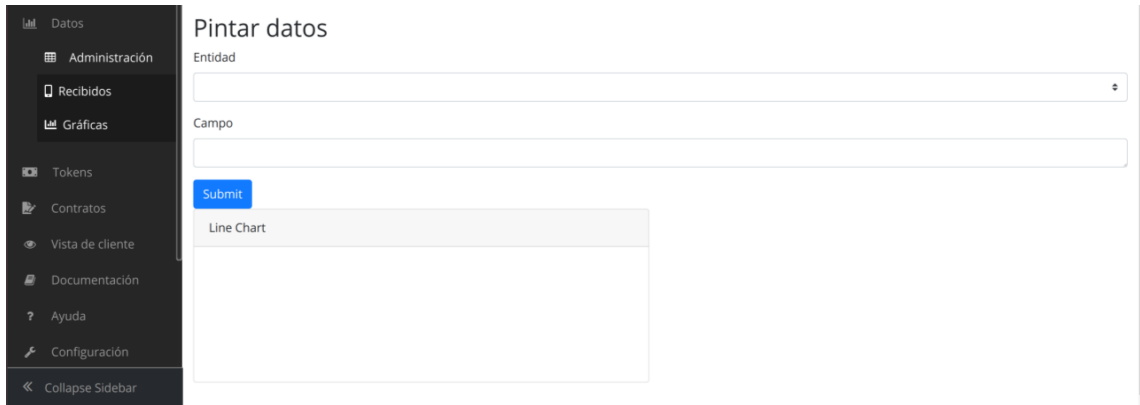 Datos
Administración
Recibidos
Gráficas
Tokens
Contratos
Vista de cliente
Documentación
Ayuda
Configuración
Collapse Sidebar
Pintar datos
Entidad
Campo
Submit
Line Chart